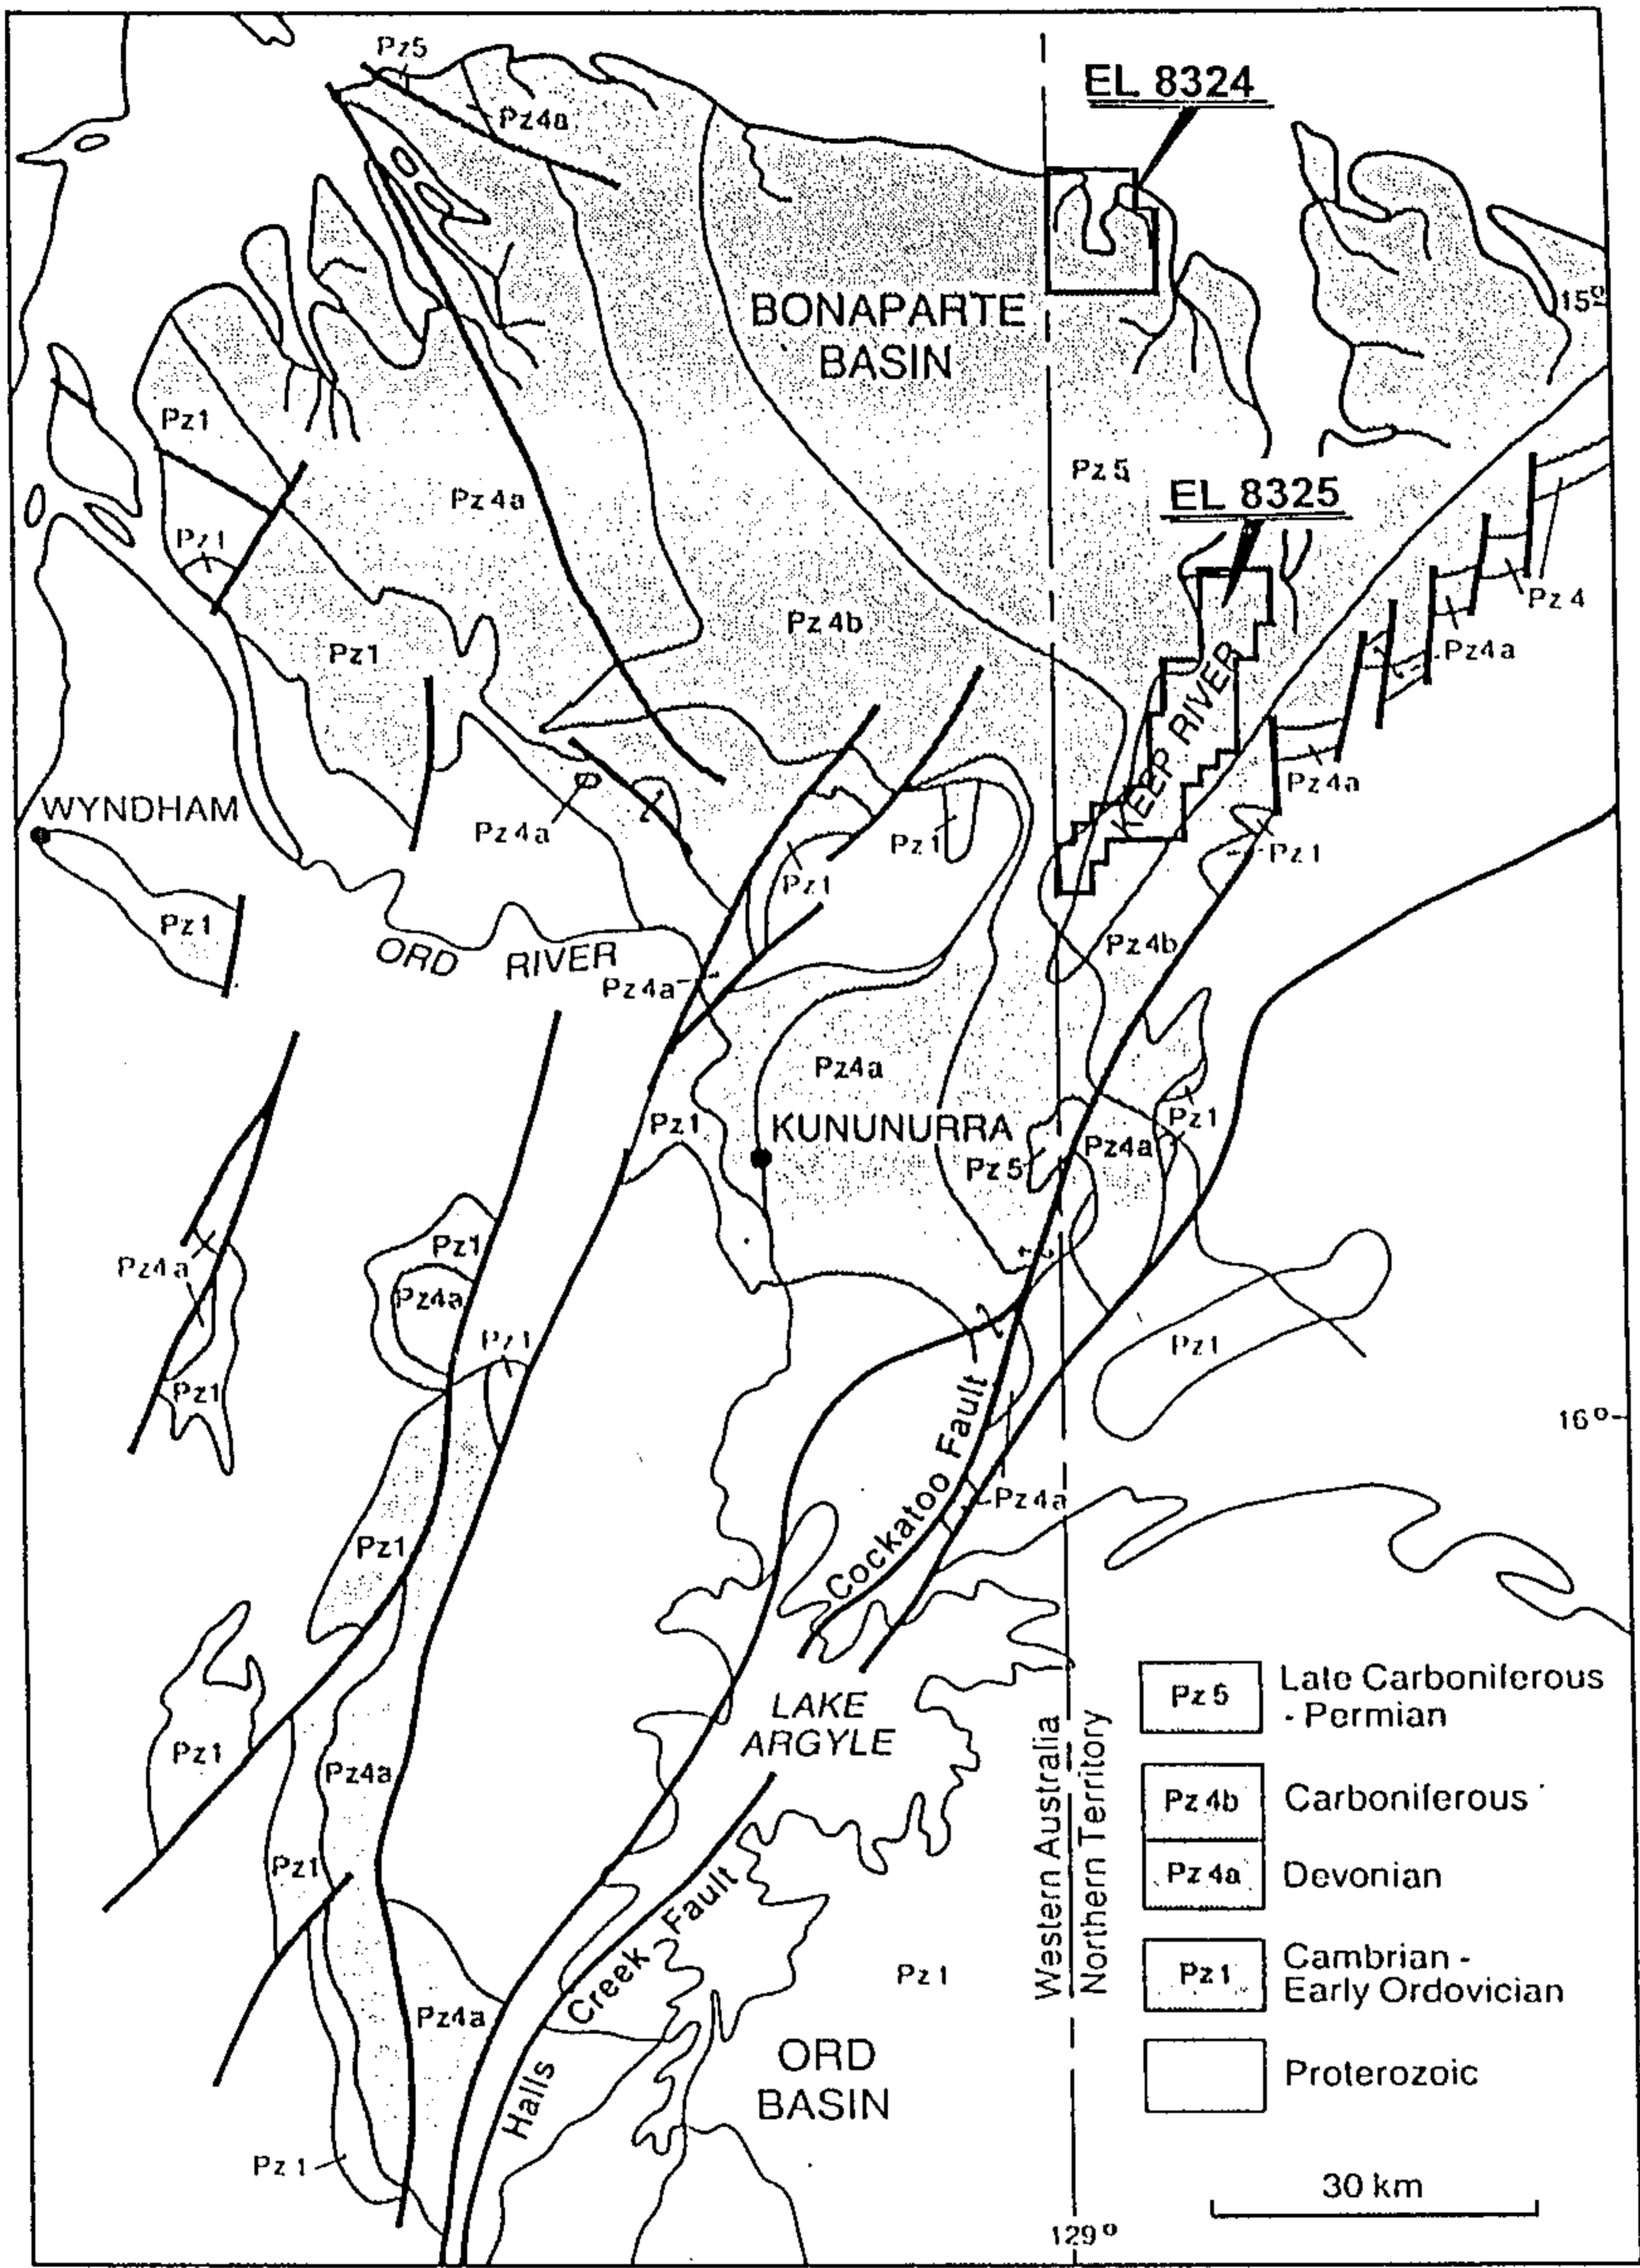 Pz5
EL 8324
Pz4a
BONAPARTE
BASIN
15º
Pz1
Pz5
Pz4a
EL 8325
Pz1
Pz4
Pz4b
Pz1
Pz4a
KEEP RIVER
Pz4a
WYNDHAM
Pz4a
Pz1
Pz1
Pz1
Pz1
Pz4b
ORD RIVER
Pz4a
Pz4a
Pz1
KUNUNURRA
Pz1
Pz4a
Pz5
Pz1
Pz4a
Pz4a
Pz1
Pz1
Pz1
16º
Cockatoo Fault
Pz4a
Pz1
LAKE
ARGYLE
Pz1
Pz4a
Pz1
Halls Creek Fault
Pz1
Pz4a
ORD
BASIN
Pz1
Western Australia
Northern Territory
Pz5 Late Carboniferous
- Permian
Pz4b Carboniferous
Pz4a Devonian
Pz1 Cambrian -
Early Ordovician
Proterozoic
30 km
129º